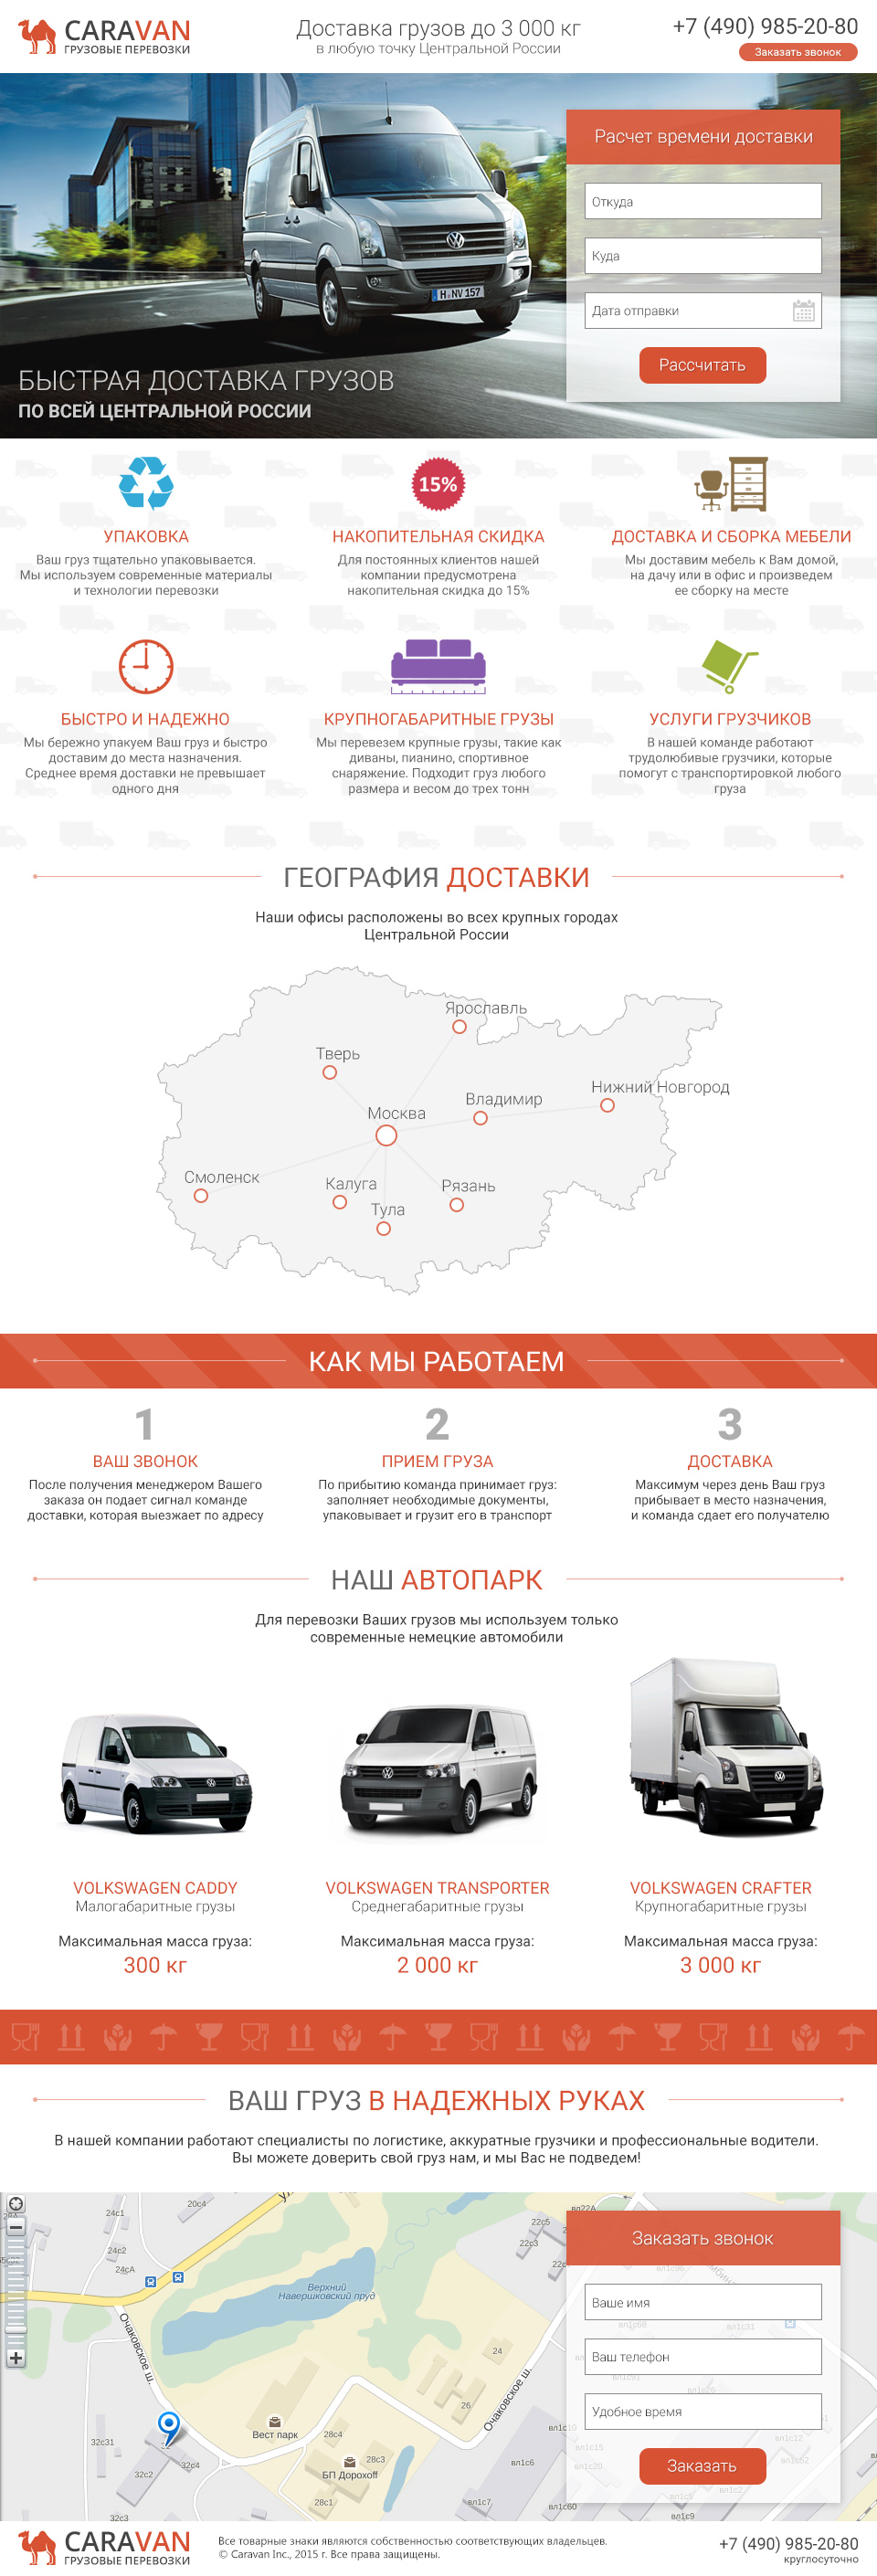 CARAVAN
ГРУЗОВЫЕ ПЕРЕВОЗКИ
Доставка грузов до 3 000 кг
в любую точку Центральной России
+7 (490) 985-20-80
Заказать звонок
Расчет времени доставки
Откуда
Куда
Дата отправки
Рассчитать
H NV 157
БЫСТРАЯ ДОСТАВКА ГРУЗОВ
ПО ВСЕЙ ЦЕНТРАЛЬНОЙ РОССИИ
УПАКОВКА
Ваш груз тщательно упаковывается.
Мы используем современные материалы
и технологии перевозки
15%
НАКОПИТЕЛЬНАЯ СКИДКА
Для постоянных клиентов нашей
компании предусмотрена
накопительная скидка до 15%
ДОСТАВКА И СБОРКА МЕБЕЛИ
Мы доставим мебель к Вам домой,
на дачу или в офис и произведем
ее сборку на месте
БЫСТРО И НАДЕЖНО
Мы бережно упакуем Ваш груз и быстро
доставим до места назначения.
Среднее время доставки не превышает
одного дня
КРУПНОГАБАРИТНЫЕ ГРУЗЫ
Мы перевезем крупные грузы, такие как
диваны, пианино, спортивное
снаряжение. Подходит груз любого
размера и весом до трех тонн
УСЛУГИ ГРУЗЧИКОВ
В нашей команде работают
трудолюбивые грузчики, которые
помогут с транспортировкой любого
груза
ГЕОГРАФИЯ ДОСТАВКИ
Наши офисы расположены во всех крупных городах
Центральной России
Ярославль
Тверь
Нижний Новгород
Владимир
Москва
Смоленск
Калуга
Рязань
Тула
КАК МЫ РАБОТАЕМ
1
ВАШ ЗВОНОК
После получения менеджером Вашего
заказа он подает сигнал команде
доставки, которая выезжает по адресу
2
ПРИЕМ ГРУЗА
По прибытию команда принимает груз:
заполняет необходимые документы,
упаковывает и грузит его в транспорт
3
ДОСТАВКА
Максимум через день Ваш груз
прибывает в место назначения,
и команда сдает его получателю
НАШ АВТОПАРК
Для перевозки Ваших грузов мы используем только
современные немецкие автомобили
VOLKSWAGEN CADDY
Малогабаритные грузы
Максимальная масса груза:
300 кг
VOLKSWAGEN TRANSPORTER
Среднегабаритные грузы
Максимальная масса груза:
2 000 кг
VOLKSWAGEN CRAFTER
Крупногабаритные грузы
Максимальная масса груза:
3 000 кг
ВАШ ГРУЗ В НАДЕЖНЫХ РУКАХ
В нашей компании работают специалисты по логистике, аккуратные грузчики и профессиональные водители.
Вы можете доверить свой груз нам, и мы Вас не подведем!
20с4
24с1
24с2
24сА
Верхний
Навершковский пруд
22с5
22с3
вл22А
24
26
Очаковское ш.
Очаковское ш.
Вест парк
28с4
28с3
БП Дорохоff
28с1
32с31
32с4
32с2
32с3
вл1с6
вл1с7
вл1с60
вл1с9
Заказать звонок
Ваше имя
Ваш телефон
Удобное время
Заказать
CARAVAN
ГРУЗОВЫЕ ПЕРЕВОЗКИ
Все товарные знаки являются собственностью соответствующих владельцев.
© Caravan Inc., 2015 г. Все права защищены.
+7 (490) 985-20-80
круглосуточно